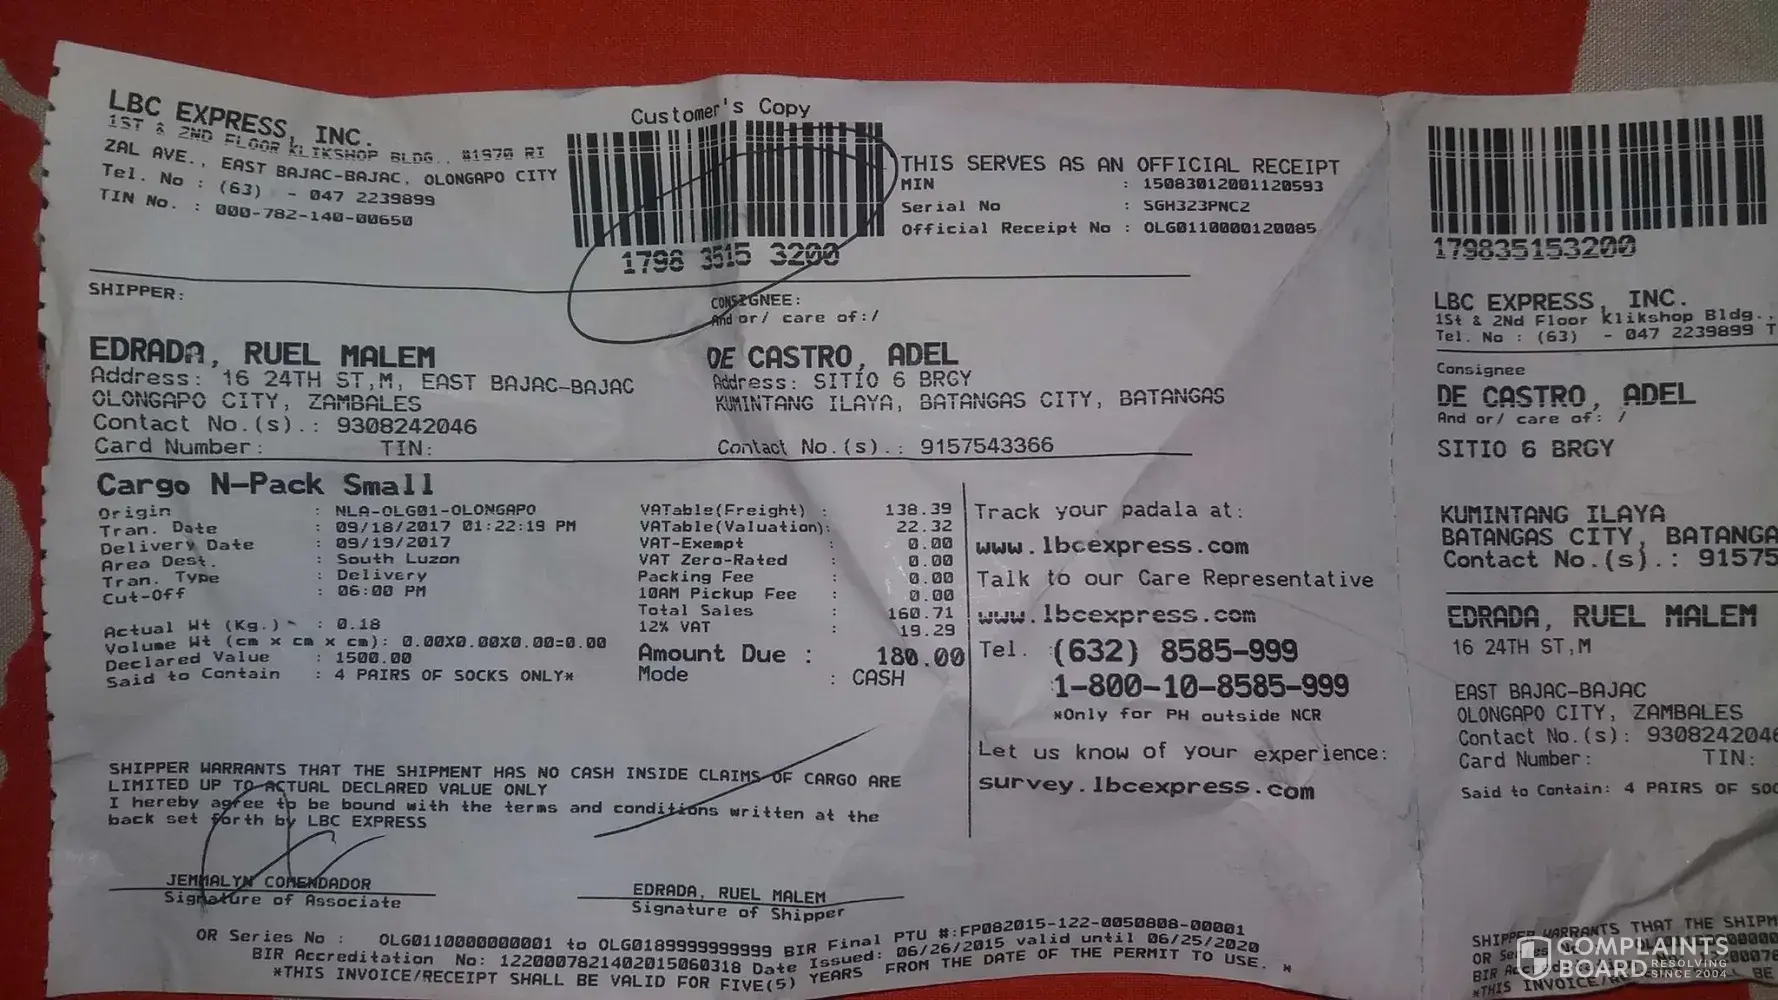 Customer's Copy
LBC EXPRESS, INC.
1ST & 2ND FLOOR KLIKSHOP BLDG., #1970 RI
ZAL AVE., EAST BAJAC-BAJAC, OLONGAPO CITY
Tel. No : (63) - 047 2239899
TIN No. : 000-782-140-00650
1798 3515 3200
THIS SERVES AS AN OFFICIAL RECEIPT
MIN : 15083012001120593
Serial No : SGH323PNC2
Official Receipt No : OLG0110000120085
SHIPPER:
EDRADA, RUEL MALEM
Address: 16 24TH ST,M, EAST BAJAC-BAJAC
OLONGAPO CITY, ZAMBALES
Contact No.(s).: 9308242046
Card Number: TIN:
CONSIGNEE:
And or/ care of:/
DE CASTRO, ADEL
Address: SITIO 6 BRGY
KUMINTANG ILAYA, BATANGAS CITY, BATANGAS
Contact No.(s).: 9157543366
Cargo N-Pack Small
Origin : NLA-OLG01-OLONGAPO
Tran. Date : 09/18/2017 01:22:19 PM
Delivery Date : 09/19/2017
Area Dest. : South Luzon
Tran. Type : Delivery
Cut-Off : 06:00 PM
Actual Wt (Kg.) : 0.18
Volume Wt (cm x cm x cm): 0.00X0.00X0.00=0.00
Declared Value : 1500.00
Said to Contain : 4 PAIRS OF SOCKS ONLY*
VATable(Freight) : 138.39
VATable(Valuation): 22.32
VAT-Exempt : 0.00
VAT Zero-Rated : 0.00
Packing Fee : 0.00
10AM Pickup Fee : 0.00
Total Sales : 160.71
12% VAT : 19.29
Amount Due : 180.00
Mode : CASH
Track your padala at:
www.lbcexpress.com
Talk to our Care Representative
www.lbcexpress.com
Tel. (632) 8585-999
1-800-10-8585-999
*Only for PH outside NCR
Let us know of your experience:
survey.lbcexpress.com
SHIPPER WARRANTS THAT THE SHIPMENT HAS NO CASH INSIDE CLAIMS OF CARGO ARE
LIMITED UP TO ACTUAL DECLARED VALUE ONLY
I hereby agree to be bound with the terms and conditions written at the
back set forth by LBC EXPRESS
JEMMALYN COMENDADOR
Signature of Associate
EDRADA, RUEL MALEM
Signature of Shipper
OR Series No : OLG0110000000001 to OLG0189999999999 BIR Final PTU #:FP082015-122-0050808-00001
BIR Accreditation No: 1220007821402015060318 Date Issued: 06/26/2015 valid until 06/25/2020
*THIS INVOICE/RECEIPT SHALL BE VALID FOR FIVE(5) YEARS FROM THE DATE OF THE PERMIT TO USE. *
179835153200
LBC EXPRESS, INC.
1St & 2Nd Floor Klikshop Bldg.,
Tel. No : (63) - 047 2239899 T
Consignee
DE CASTRO, ADEL
And or/ care of: /
SITIO 6 BRGY
KUMINTANG ILAYA
BATANGAS CITY, BATANGA
Contact No.(s).: 91575
EDRADA, RUEL MALEM
16 24TH ST,M
EAST BAJAC-BAJAC
OLONGAPO CITY, ZAMBALES
Contact No.(s): 9308242046
Card Number: TIN:
Said to Contain: 4 PAIRS OF SOC
SHIPPER WARRANTS THAT THE SHIPM
OR Se
BIR Ac
*THIS INVOICE/
COMPLAINTS
BOARD RESOLVING
SINCE 2004